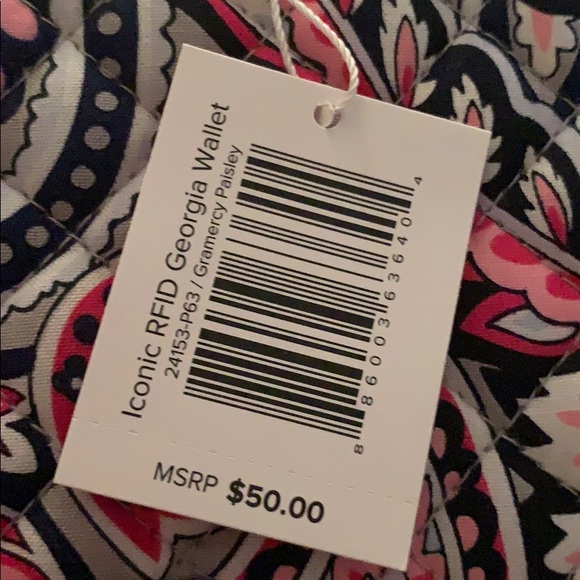 Iconic RFID Georgia Wallet
24153-P63 / Gramercy Paisley
8 86003 63640 4
MSRP $50.00